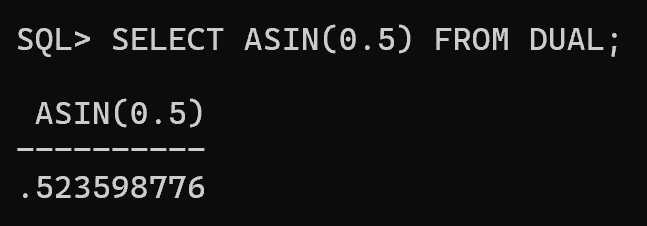 SQL> SELECT ASIN(0.5) FROM DUAL;
ASIN(0.5)
----------
.523598776